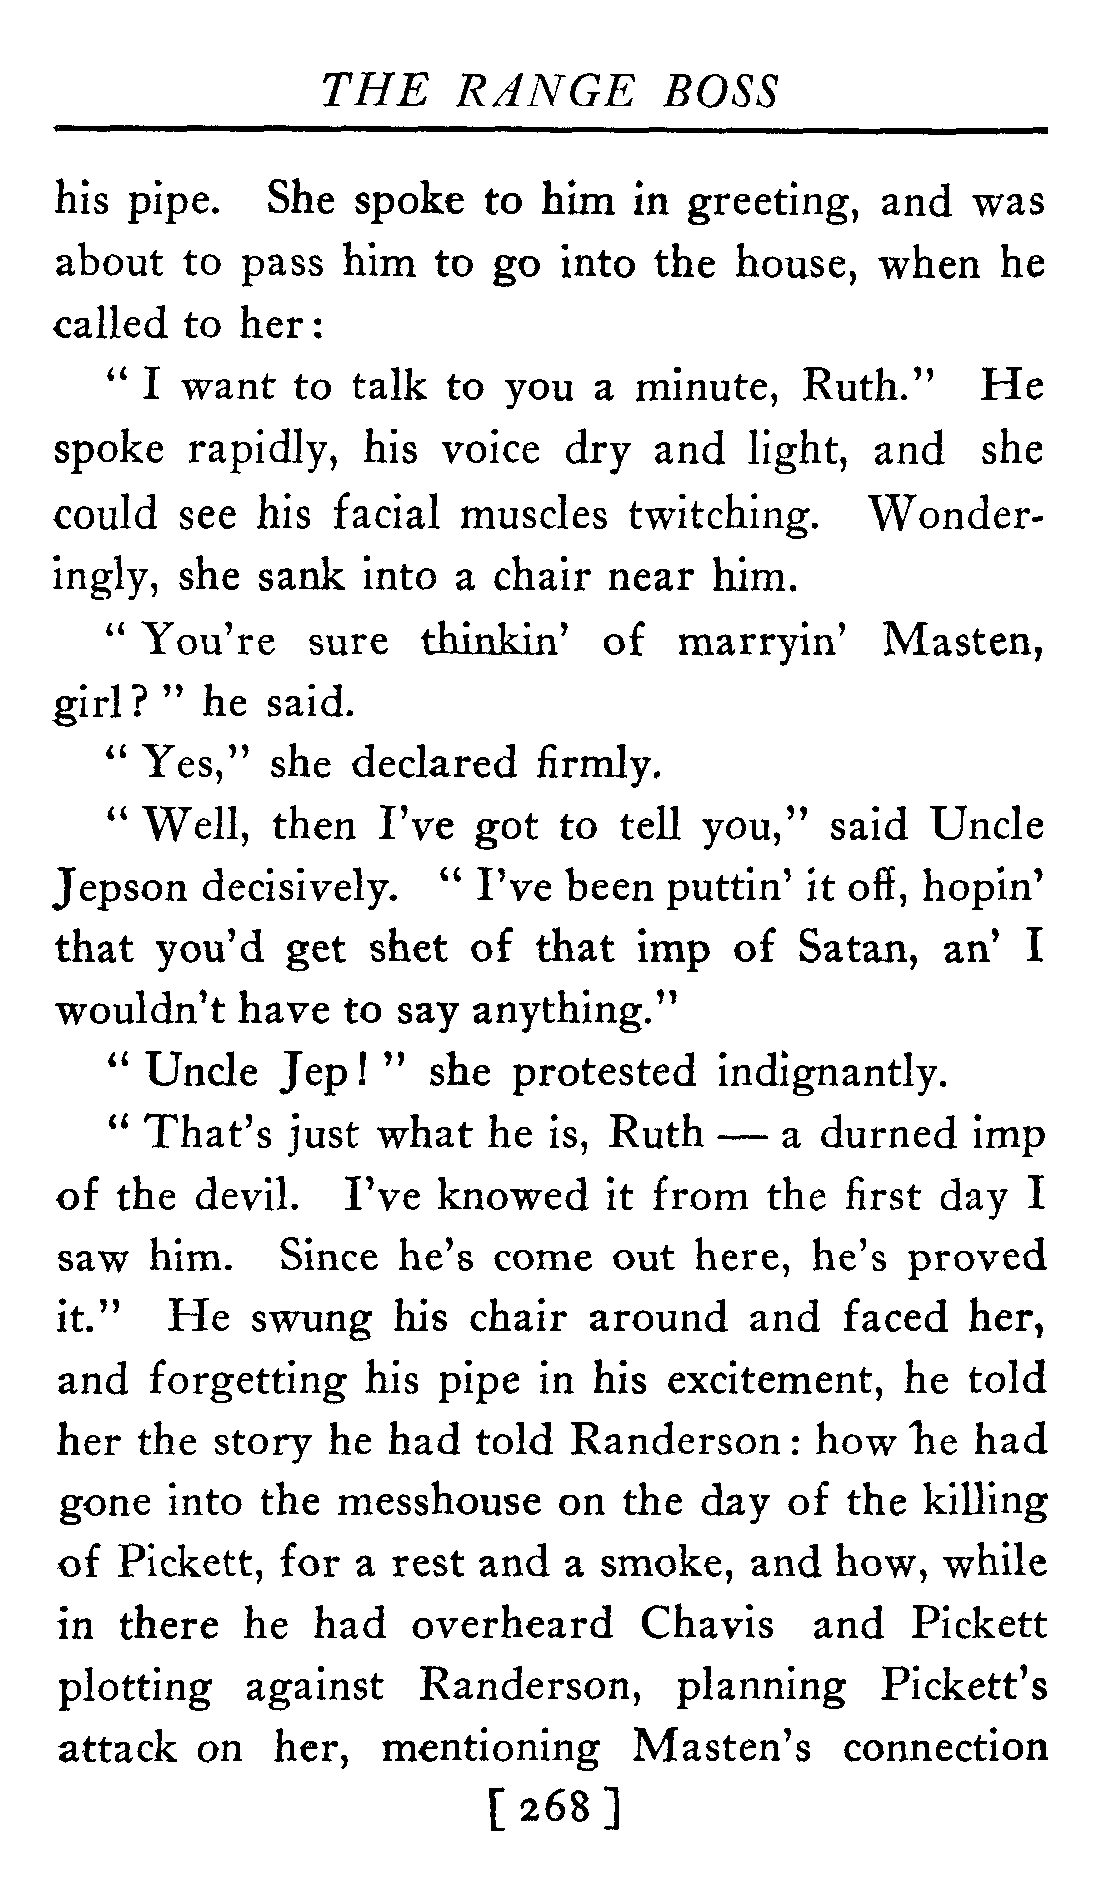 THE RANGE BOSS
his pipe. She spoke to him in greeting, and was
about to pass him to go into the house, when he
called to her:
" I want to talk to you a minute, Ruth." He
spoke rapidly, his voice dry and light, and she
could see his facial muscles twitching. Wonder-
ingly, she sank into a chair near him.
" You're sure thinkin' of marryin' Masten,
girl? " he said.
" Yes," she declared firmly.
" Well, then I've got to tell you," said Uncle
Jepson decisively. " I've been puttin' it off, hopin'
that you'd get shet of that imp of Satan, an' I
wouldn't have to say anything."
" Uncle Jep! " she protested indignantly.
" That's just what he is, Ruth — a durned imp
of the devil. I've knowed it from the first day I
saw him. Since he's come out here, he's proved
it." He swung his chair around and faced her,
and forgetting his pipe in his excitement, he told
her the story he had told Randerson: how he had
gone into the messhouse on the day of the killing
of Pickett, for a rest and a smoke, and how, while
in there he had overheard Chavis and Pickett
plotting against Randerson, planning Pickett's
attack on her, mentioning Masten's connection
[ 268 ]